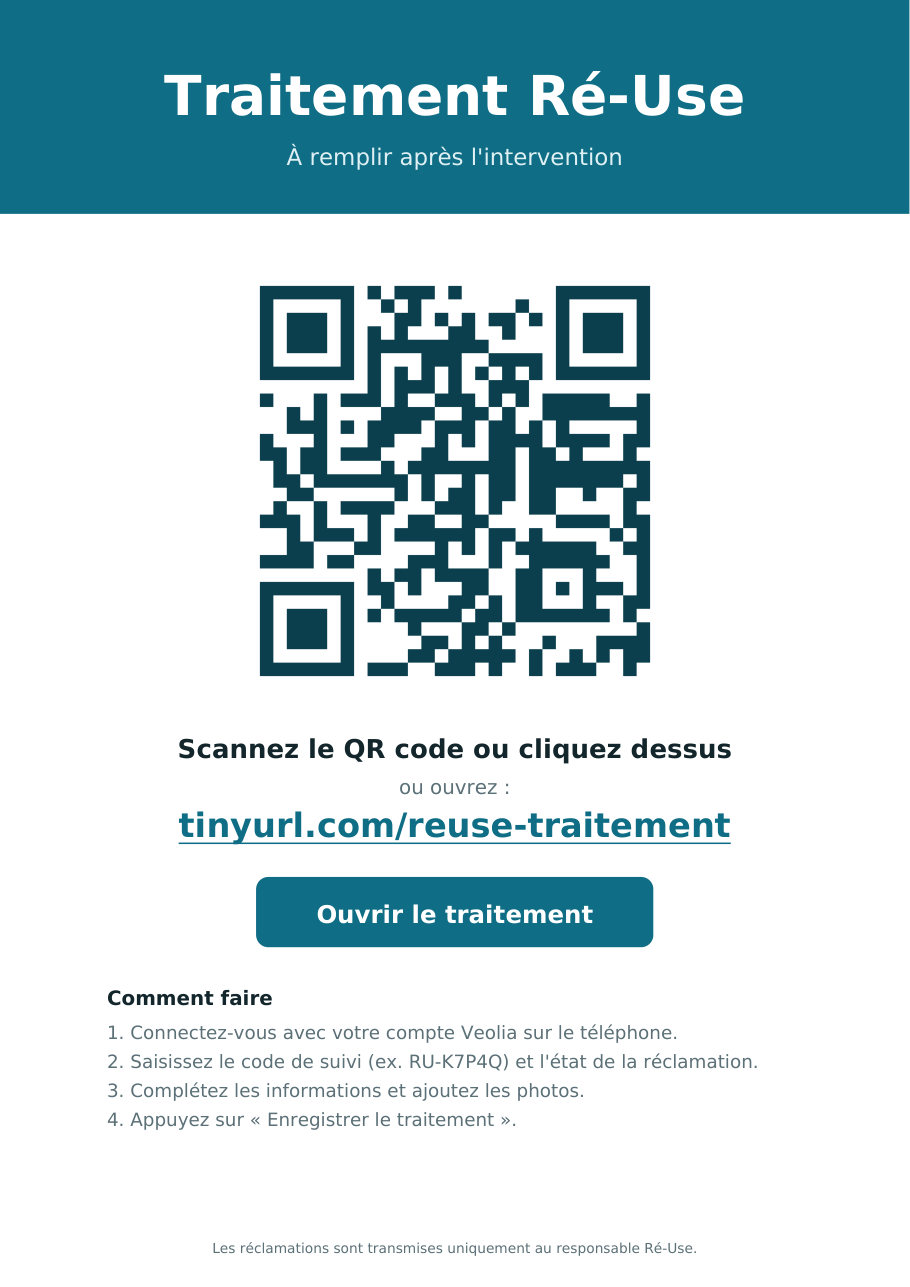 Traitement Ré-Use
À remplir après l'intervention
Scannez le QR code ou cliquez dessus
ou ouvrez :
tinyurl.com/reuse-traitement
Ouvrir le traitement
Comment faire
1. Connectez-vous avec votre compte Veolia sur le téléphone.
2. Saisissez le code de suivi (ex. RU-K7P4Q) et l'état de la réclamation.
3. Complétez les informations et ajoutez les photos.
4. Appuyez sur « Enregistrer le traitement ».
Les réclamations sont transmises uniquement au responsable Ré-Use.